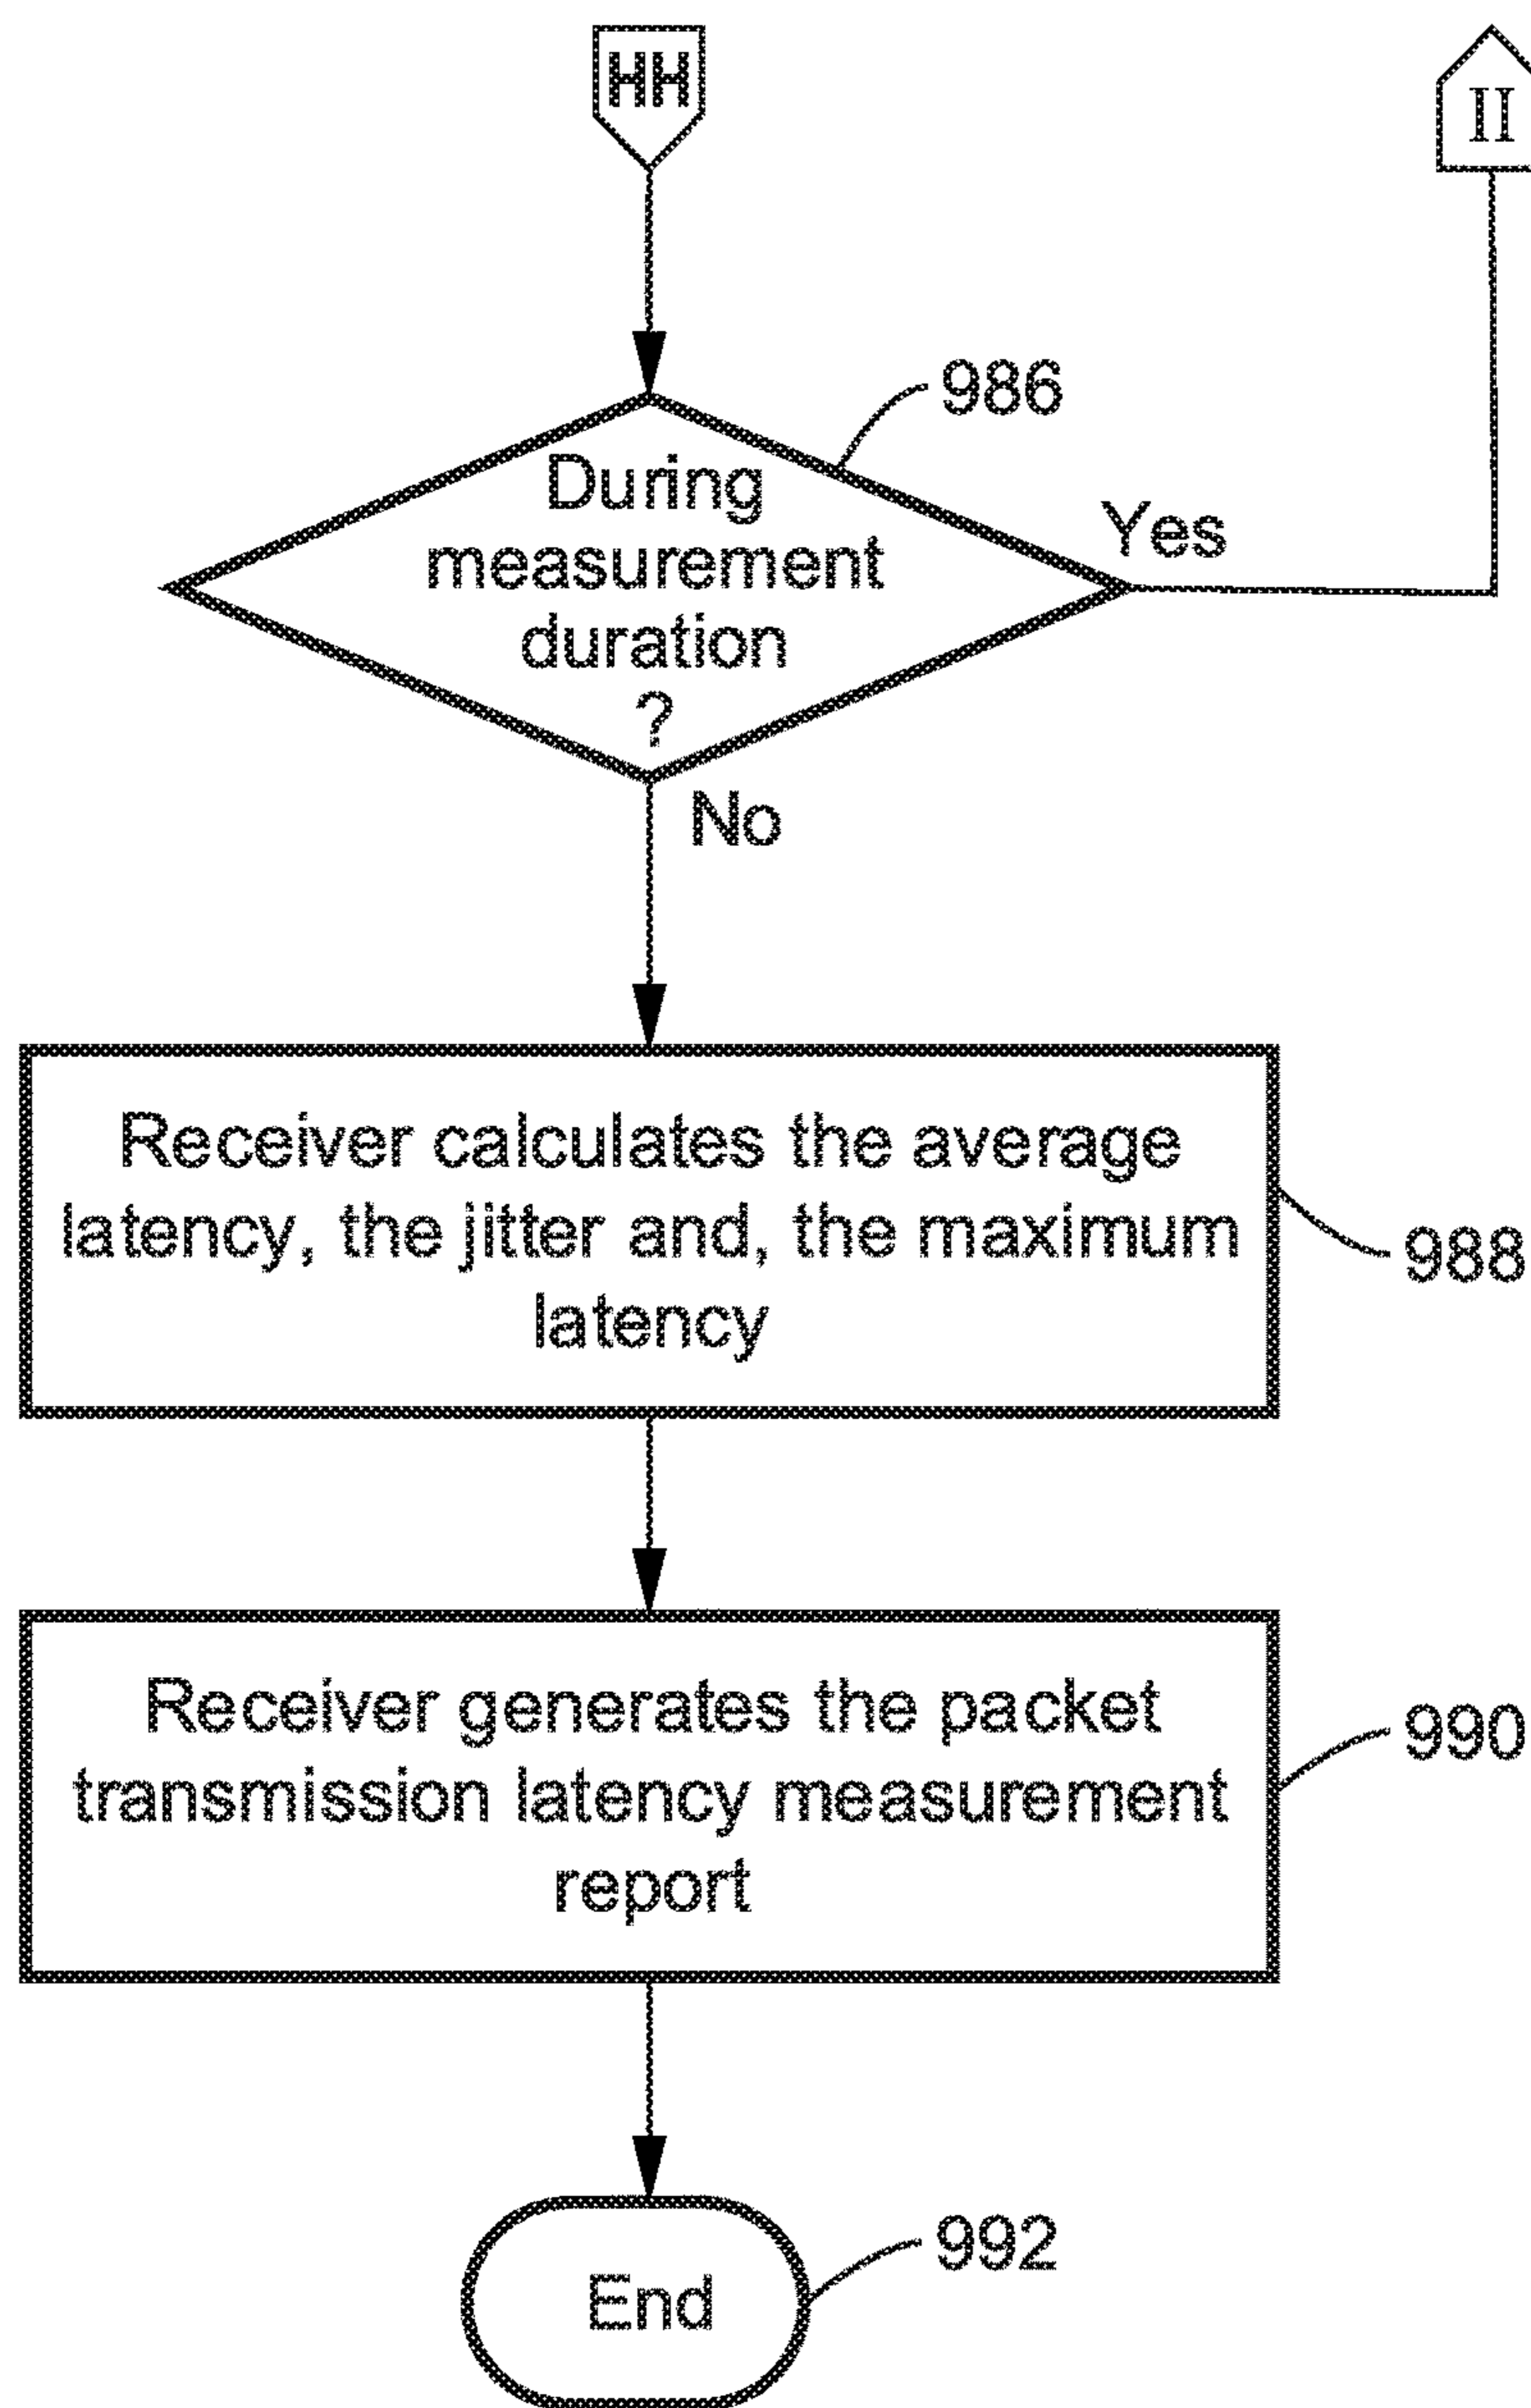 HH
II
986
During
measurement
duration
?
Yes
No
Receiver calculates the average
latency, the jitter and, the maximum
latency
988
Receiver generates the packet
transmission latency measurement
report
990
End
992